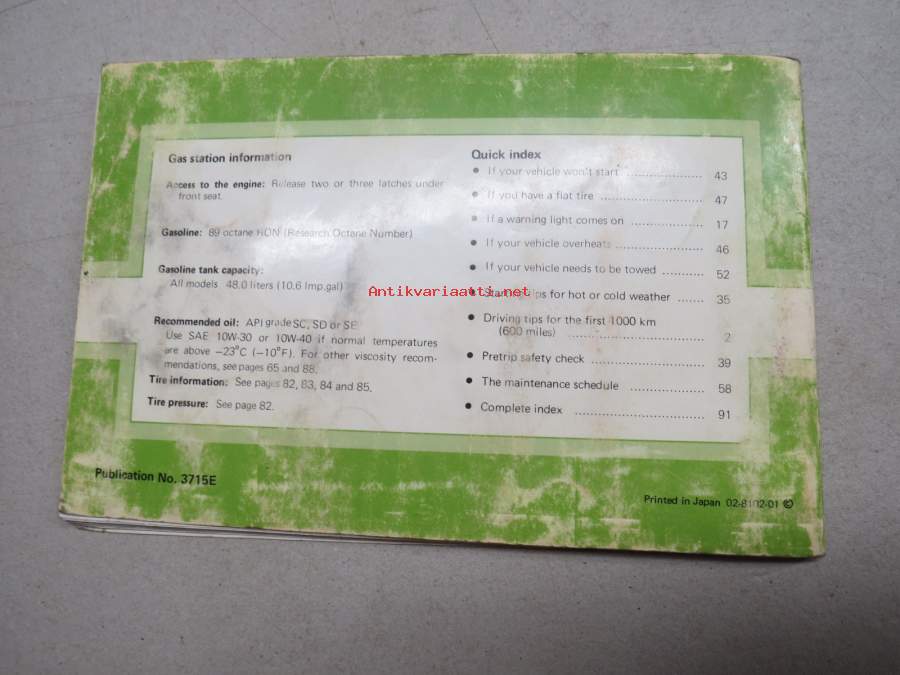 Gas station information
Access to the engine: Release two or three latches under
front seat.
Gasoline: 89 octane RON (Research Octane Number)
Gasoline tank capacity:
All models 48.0 liters (10.6 Imp.gal)
Recommended oil: API grade SC, SD or SE
Use SAE 10W-30 or 10W-40 if normal temperatures
are above −23°C (−10°F). For other viscosity recom-
mendations, see pages 65 and 88.
Tire information: See pages 82, 83, 84 and 85.
Tire pressure: See page 82.
Quick index
• If your vehicle won't start .................... 43
• If you have a flat tire .......................... 47
• If a warning light comes on .................... 17
• If your vehicle overheats ...................... 46
• If your vehicle needs to be towed ............ 52
• for hot or cold weather ....... 35
• Driving tips for the first 1000 km
(600 miles) .................................. 2
• Pretrip safety check ............................ 39
• The maintenance schedule .................... 58
• Complete index ................................ 91
Antikvariaatti.net
Publication No. 3715E
Printed in Japan 02-8102-01 ©